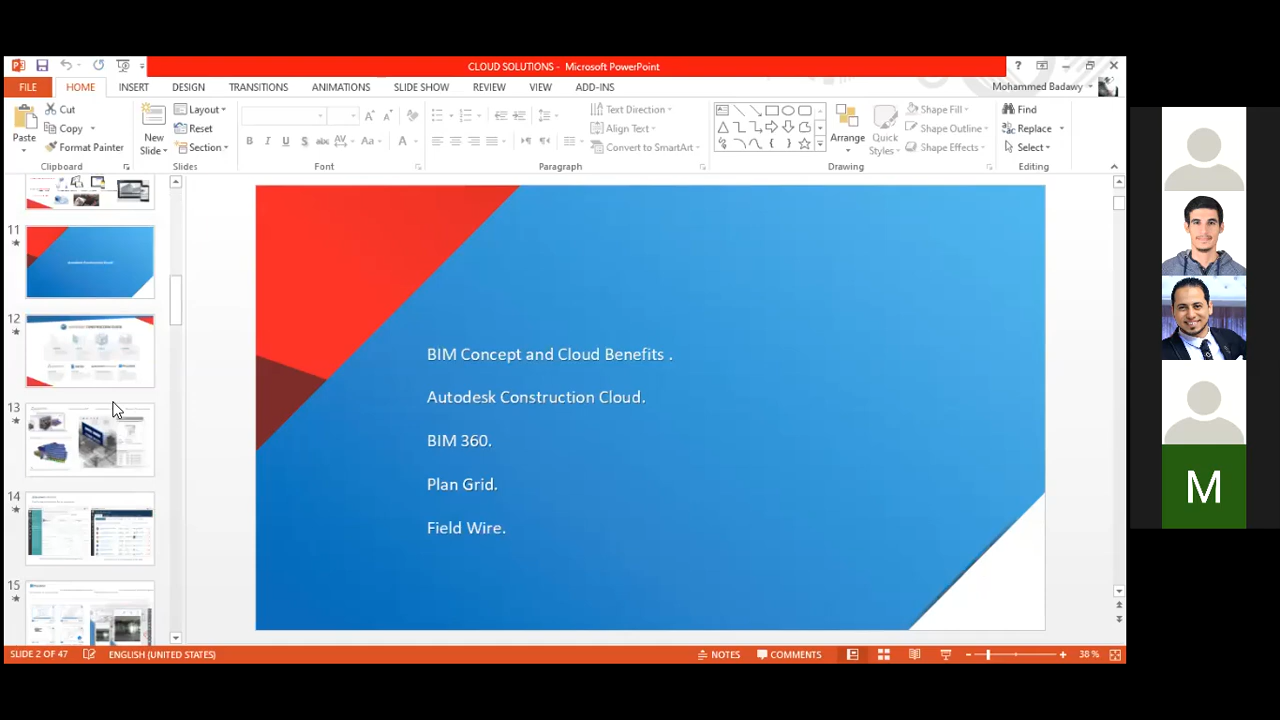 CLOUD SOLUTIONS - Microsoft PowerPoint
?
FILE
HOME
INSERT
DESIGN
TRANSITIONS
ANIMATIONS
SLIDE SHOW
REVIEW
VIEW
ADD-INS
Mohammed Badawy
Paste
Cut
Copy
Format Painter
Clipboard
New
Slide
Layout
Reset
Section
Slides
B I U S abc AV Aa A
Font
Text Direction
Align Text
Convert to SmartArt
Paragraph
Arrange
Quick
Styles
Shape Fill
Shape Outline
Shape Effects
Drawing
Find
Replace
Select
Editing
11
12
13
14
15
BIM Concept and Cloud Benefits .
Autodesk Construction Cloud.
BIM 360.
Plan Grid.
Field Wire.
M
SLIDE 2 OF 47
ENGLISH (UNITED STATES)
NOTES
COMMENTS
38 %